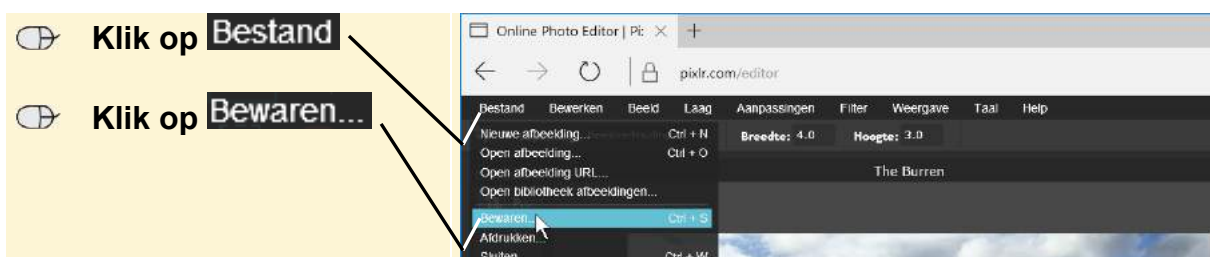 Klik op Bestand
Klik op Bewaren...
Online Photo Editor | Pi:
pixlr.com/editor
Bestand Bewerken Beeld Laag Aanpassingen Filter Weergave Taal Help
Breedte: 4.0 Hoogte: 3.0
The Burren
Nieuwe afbeelding... Ctrl + N
Open afbeelding... Ctrl + O
Open afbeelding URL...
Open bibliotheek afbeeldingen...
Bewaren... Ctrl + S
Afdrukken...
Sluiten Ctrl + W